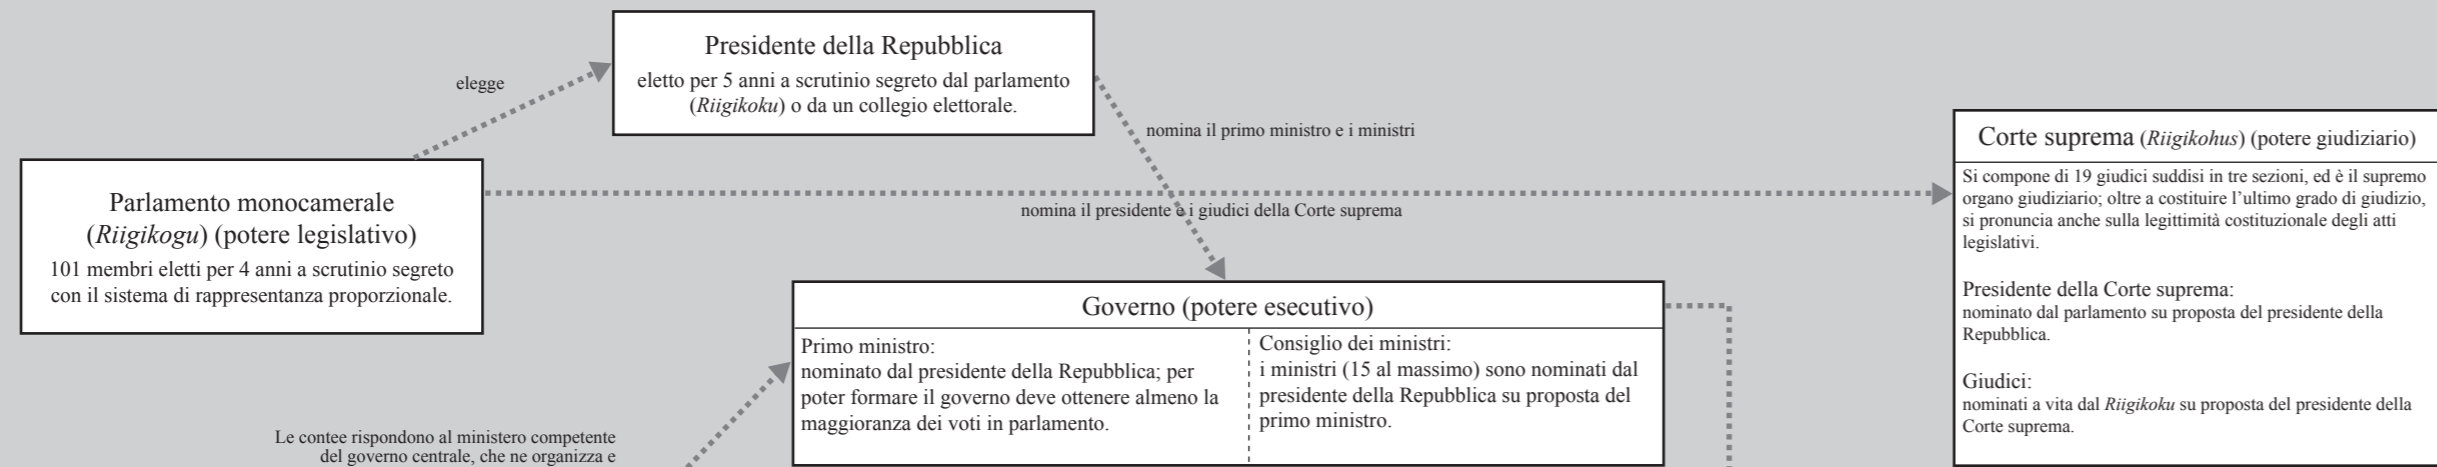 Presidente della Repubblica
eletto per 5 anni a scrutinio segreto dal parlamento
(Riigikoku) o da un collegio elettorale.
elegge
nomina il primo ministro e i ministri
Parlamento monocamerale
(Riigikogu) (potere legislativo)
101 membri eletti per 4 anni a scrutinio segreto
con il sistema di rappresentanza proporzionale.
nomina il presidente e i giudici della Corte suprema
Corte suprema (Riigikohus) (potere giudiziario)
Si compone di 19 giudici suddisi in tre sezioni, ed è il supremo
organo giudiziario; oltre a costituire l'ultimo grado di giudizio,
si pronuncia anche sulla legittimità costituzionale degli atti
legislativi.
Presidente della Corte suprema:
nominato dal parlamento su proposta del presidente della
Repubblica.
Giudici:
nominati a vita dal Riigikoku su proposta del presidente della
Corte suprema.
Governo (potere esecutivo)
Primo ministro:
nominato dal presidente della Repubblica; per
poter formare il governo deve ottenere almeno la
maggioranza dei voti in parlamento.
Consiglio dei ministri:
i ministri (15 al massimo) sono nominati dal
presidente della Repubblica su proposta del
primo ministro.
Le contee rispondono al ministero competente
del governo centrale, che ne organizza e